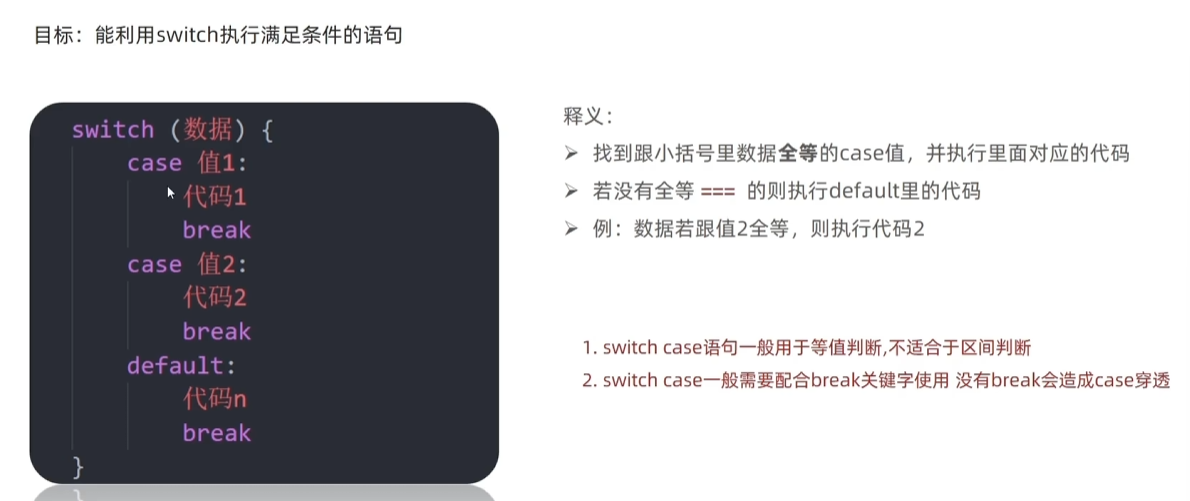 目标：能利用switch执行满足条件的语句
switch (数据) {
case 值1:
代码1
break
case 值2:
代码2
break
default:
代码n
break
}
释义：
➢ 找到跟小括号里数据全等的case值，并执行里面对应的代码
➢ 若没有全等 === 的则执行default里的代码
➢ 例：数据若跟值2全等，则执行代码2
1. switch case语句一般用于等值判断,不适合于区间判断
2. switch case一般需要配合break关键字使用 没有break会造成case穿透